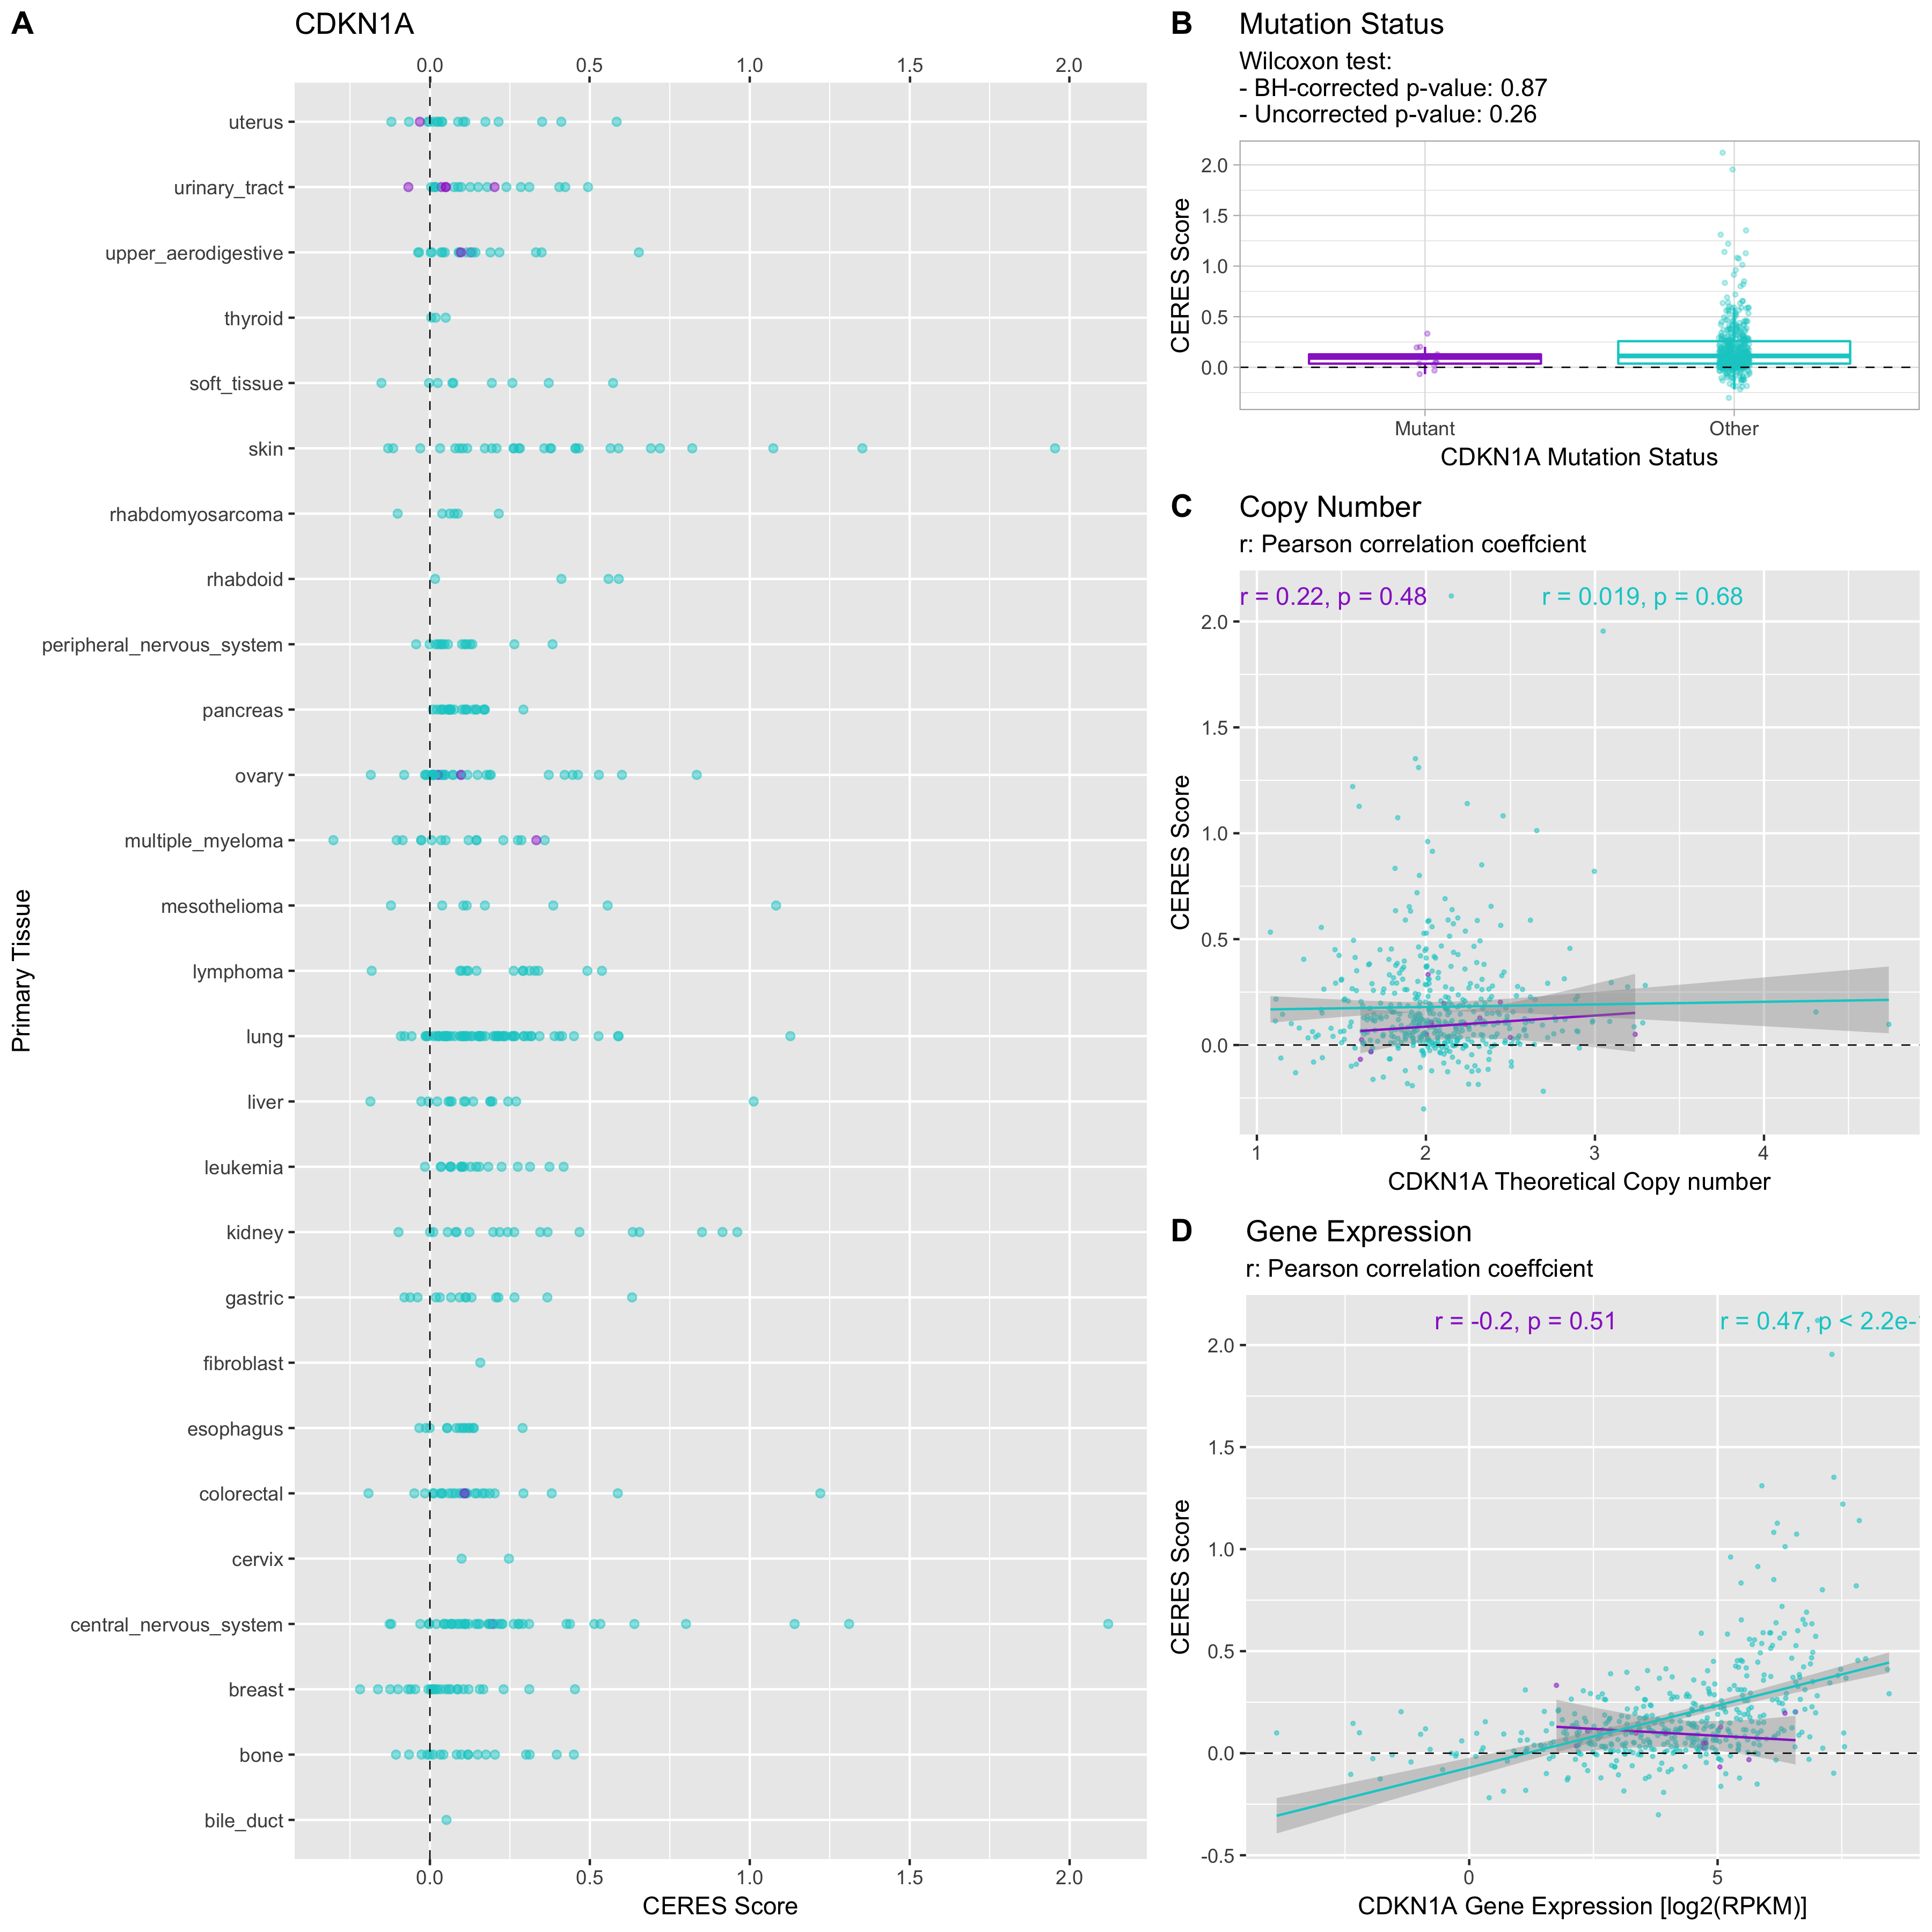 A
CDKN1A
0.0 0.5 1.0 1.5 2.0
Primary Tissue
uterus
urinary_tract
upper_aerodigestive
thyroid
soft_tissue
skin
rhabdomyosarcoma
rhabdoid
peripheral_nervous_system
pancreas
ovary
multiple_myeloma
mesothelioma
lymphoma
lung
liver
leukemia
kidney
gastric
fibroblast
esophagus
colorectal
cervix
central_nervous_system
breast
bone
bile_duct
0.0 0.5 1.0 1.5 2.0
CERES Score
B Mutation Status
Wilcoxon test:
- BH-corrected p-value: 0.87
- Uncorrected p-value: 0.26
CERES Score
2.0
1.5
1.0
0.5
0.0
Mutant Other
CDKN1A Mutation Status
C Copy Number
r: Pearson correlation coeffcient
r = 0.22, p = 0.48 r = 0.019, p = 0.68
CERES Score
2.0
1.5
1.0
0.5
0.0
1 2 3 4
CDKN1A Theoretical Copy number
D Gene Expression
r: Pearson correlation coeffcient
r = -0.2, p = 0.51 r = 0.47, p < 2.2e-
CERES Score
2.0
1.5
1.0
0.5
0.0
-0.5
0 5
CDKN1A Gene Expression [log2(RPKM)]